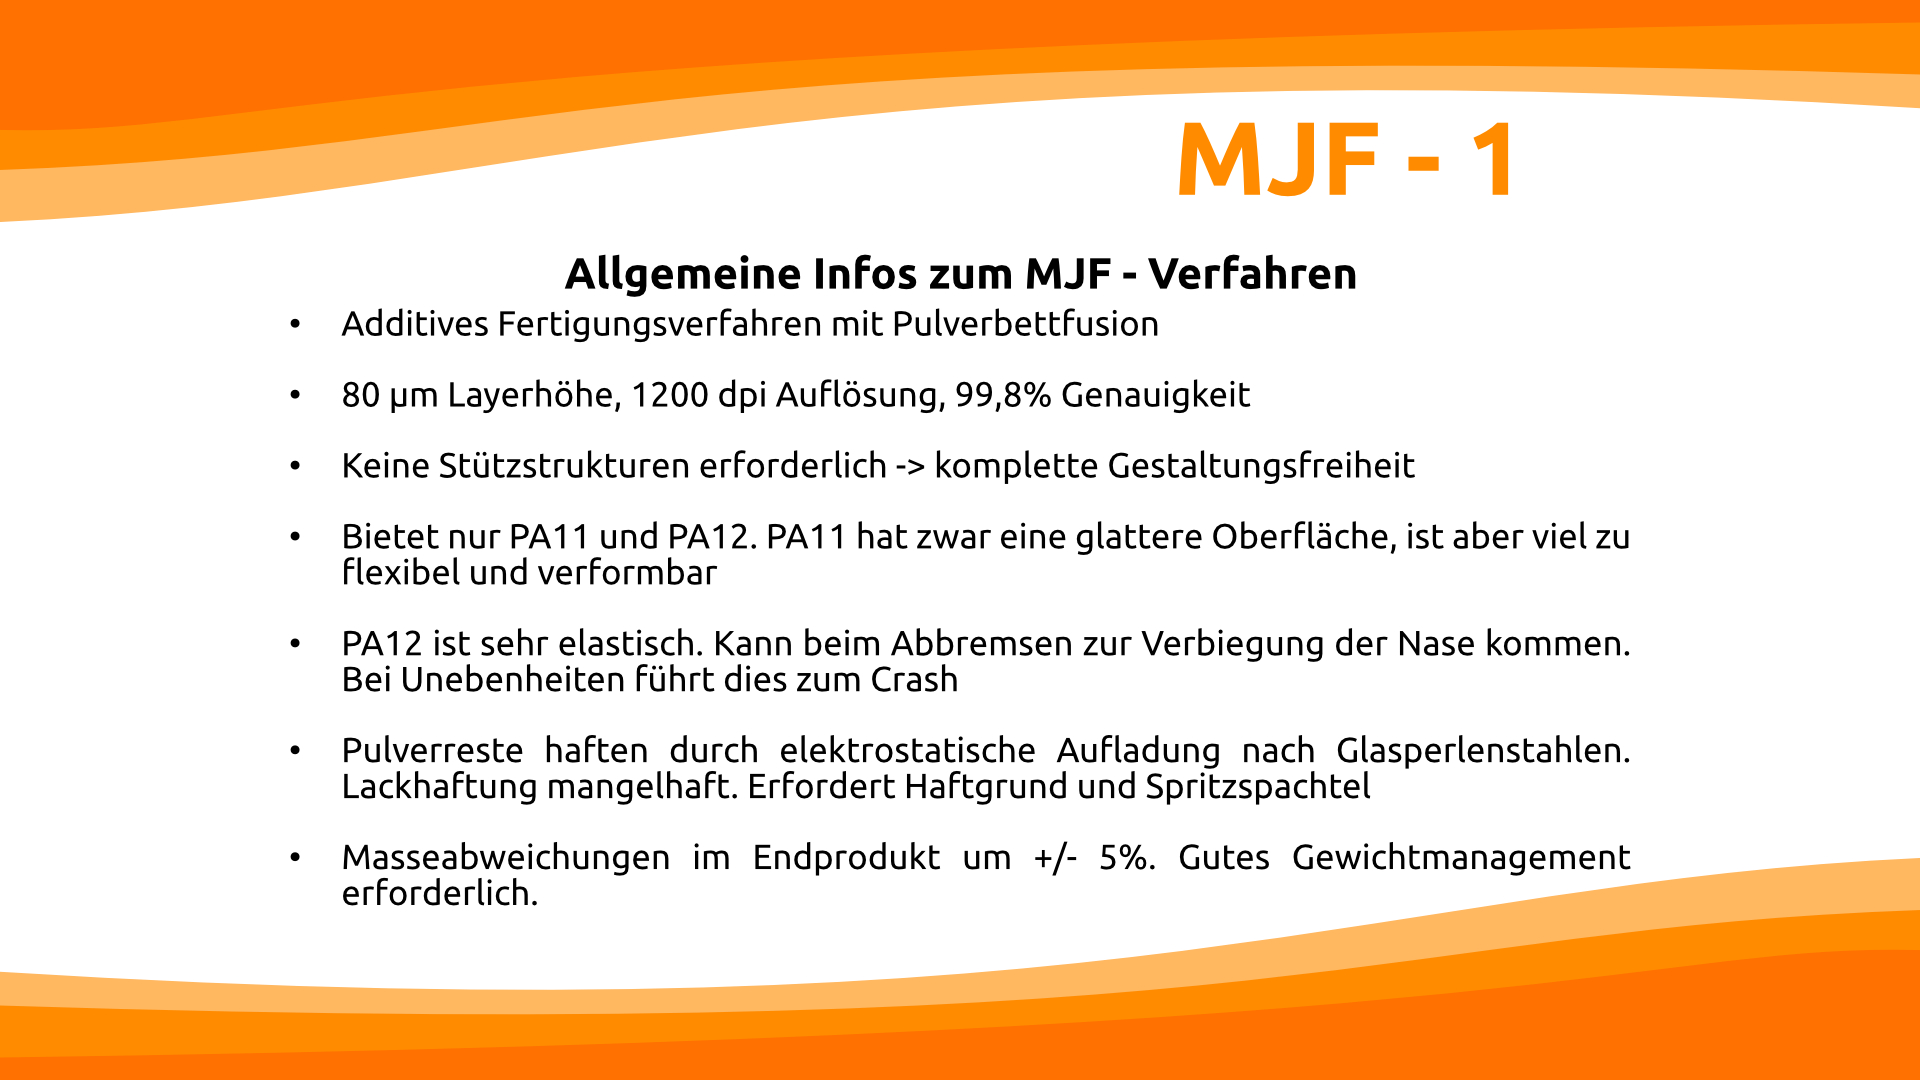 MJF - 1
Allgemeine Infos zum MJF - Verfahren
• Additives Fertigungsverfahren mit Pulverbettfusion
• 80 µm Layerhöhe, 1200 dpi Auflösung, 99,8% Genauigkeit
• Keine Stützstrukturen erforderlich -> komplette Gestaltungsfreiheit
• Bietet nur PA11 und PA12. PA11 hat zwar eine glattere Oberfläche, ist aber viel zu
flexibel und verformbar
• PA12 ist sehr elastisch. Kann beim Abbremsen zur Verbiegung der Nase kommen.
Bei Unebenheiten führt dies zum Crash
• Pulverreste haften durch elektrostatische Aufladung nach Glasperlenstahlen.
Lackhaftung mangelhaft. Erfordert Haftgrund und Spritzspachtel
• Masseabweichungen im Endprodukt um +/- 5%. Gutes Gewichtmanagement
erforderlich.